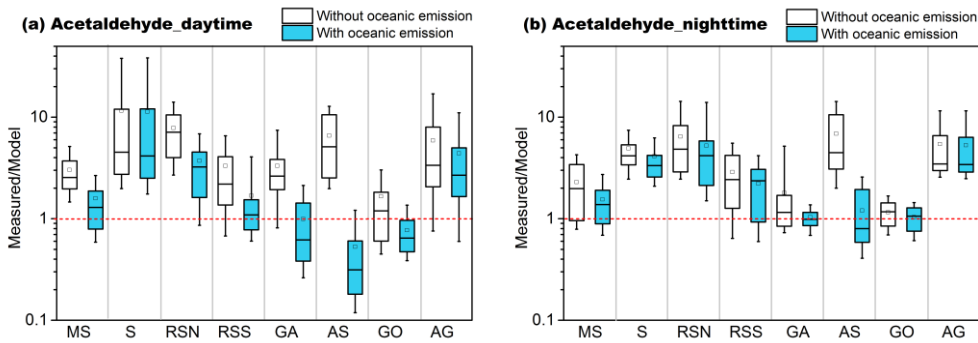 (a) Acetaldehyde_daytime
Without oceanic emission
With oceanic emission
Measured/Model
10
1
0.1
MS S RSN RSS GA AS GO AG
(b) Acetaldehyde_nighttime
Without oceanic emission
With oceanic emission
Measured/Model
10
1
0.1
MS S RSN RSS GA AS GO AG